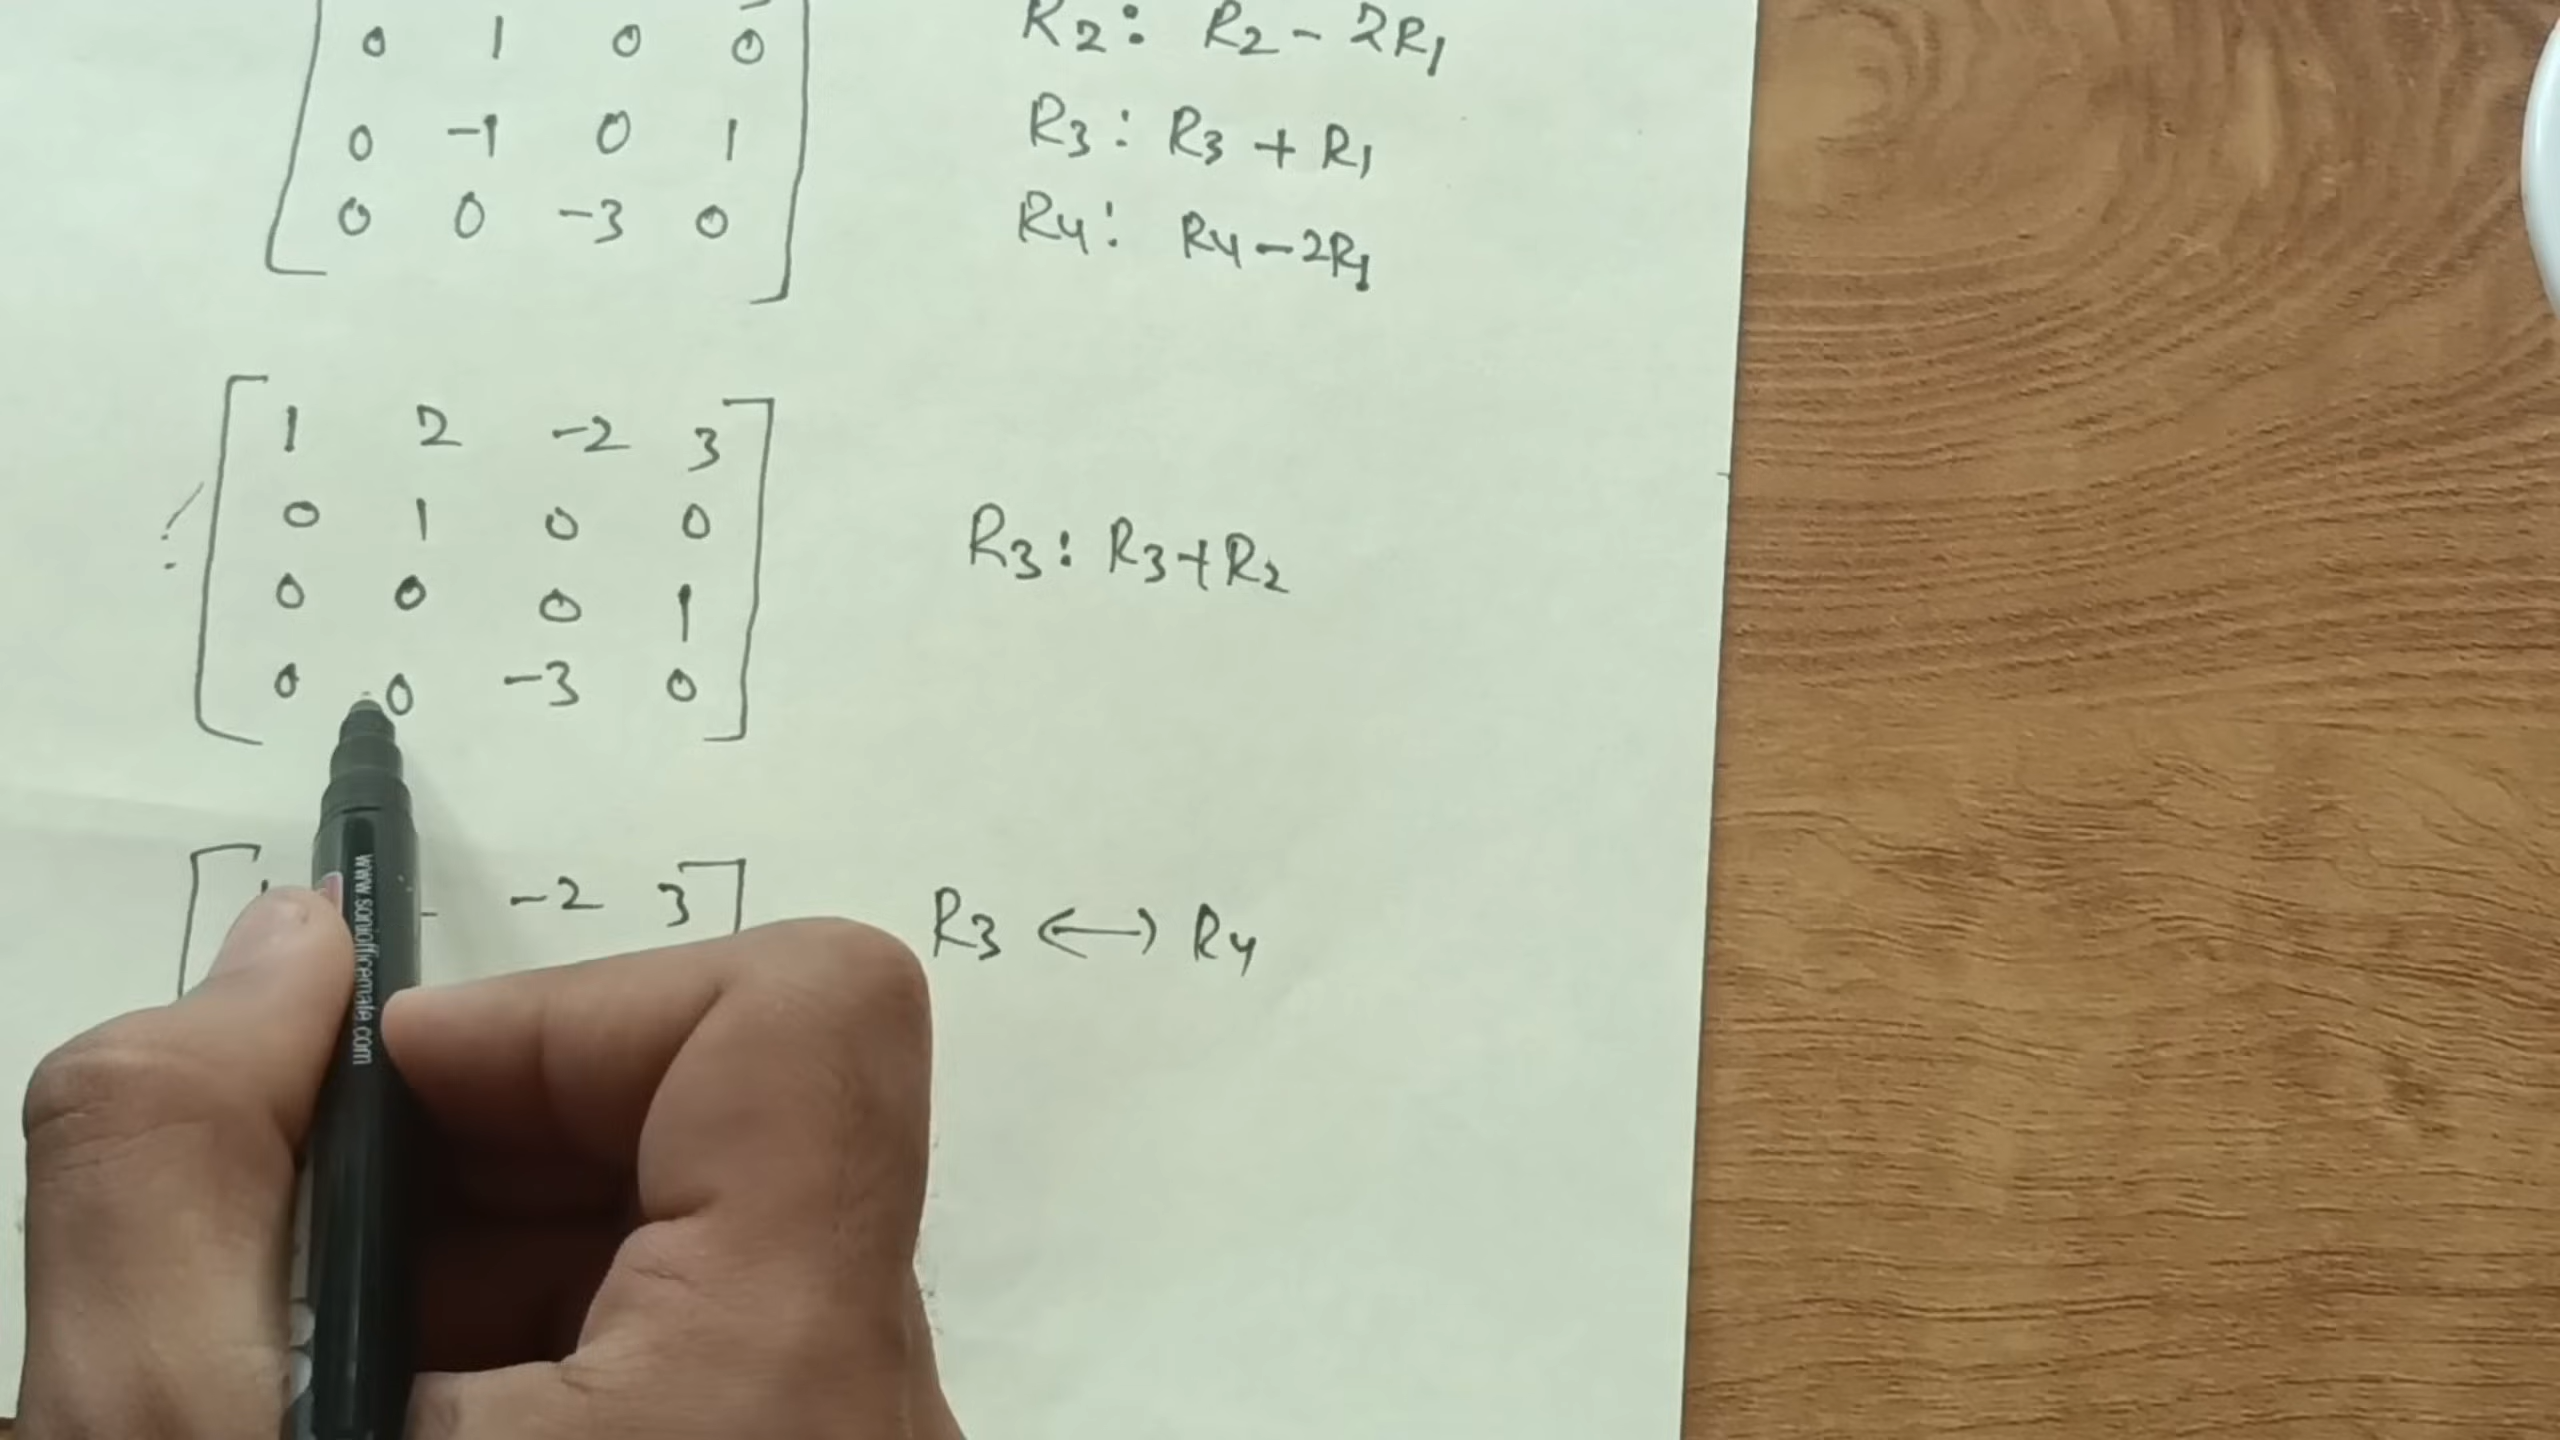 0 1 0 0 R2: R2 - 2R1
0 -1 0 1 R3: R3 + R1
0 0 -3 0 R4: R4 - 2R1
1 2 -2 3
0 1 0 0 R3: R3+R2
0 0 0 1
0 0 -3 0
-2 3 R3 ⟷ R4
www.soniofficemate.com